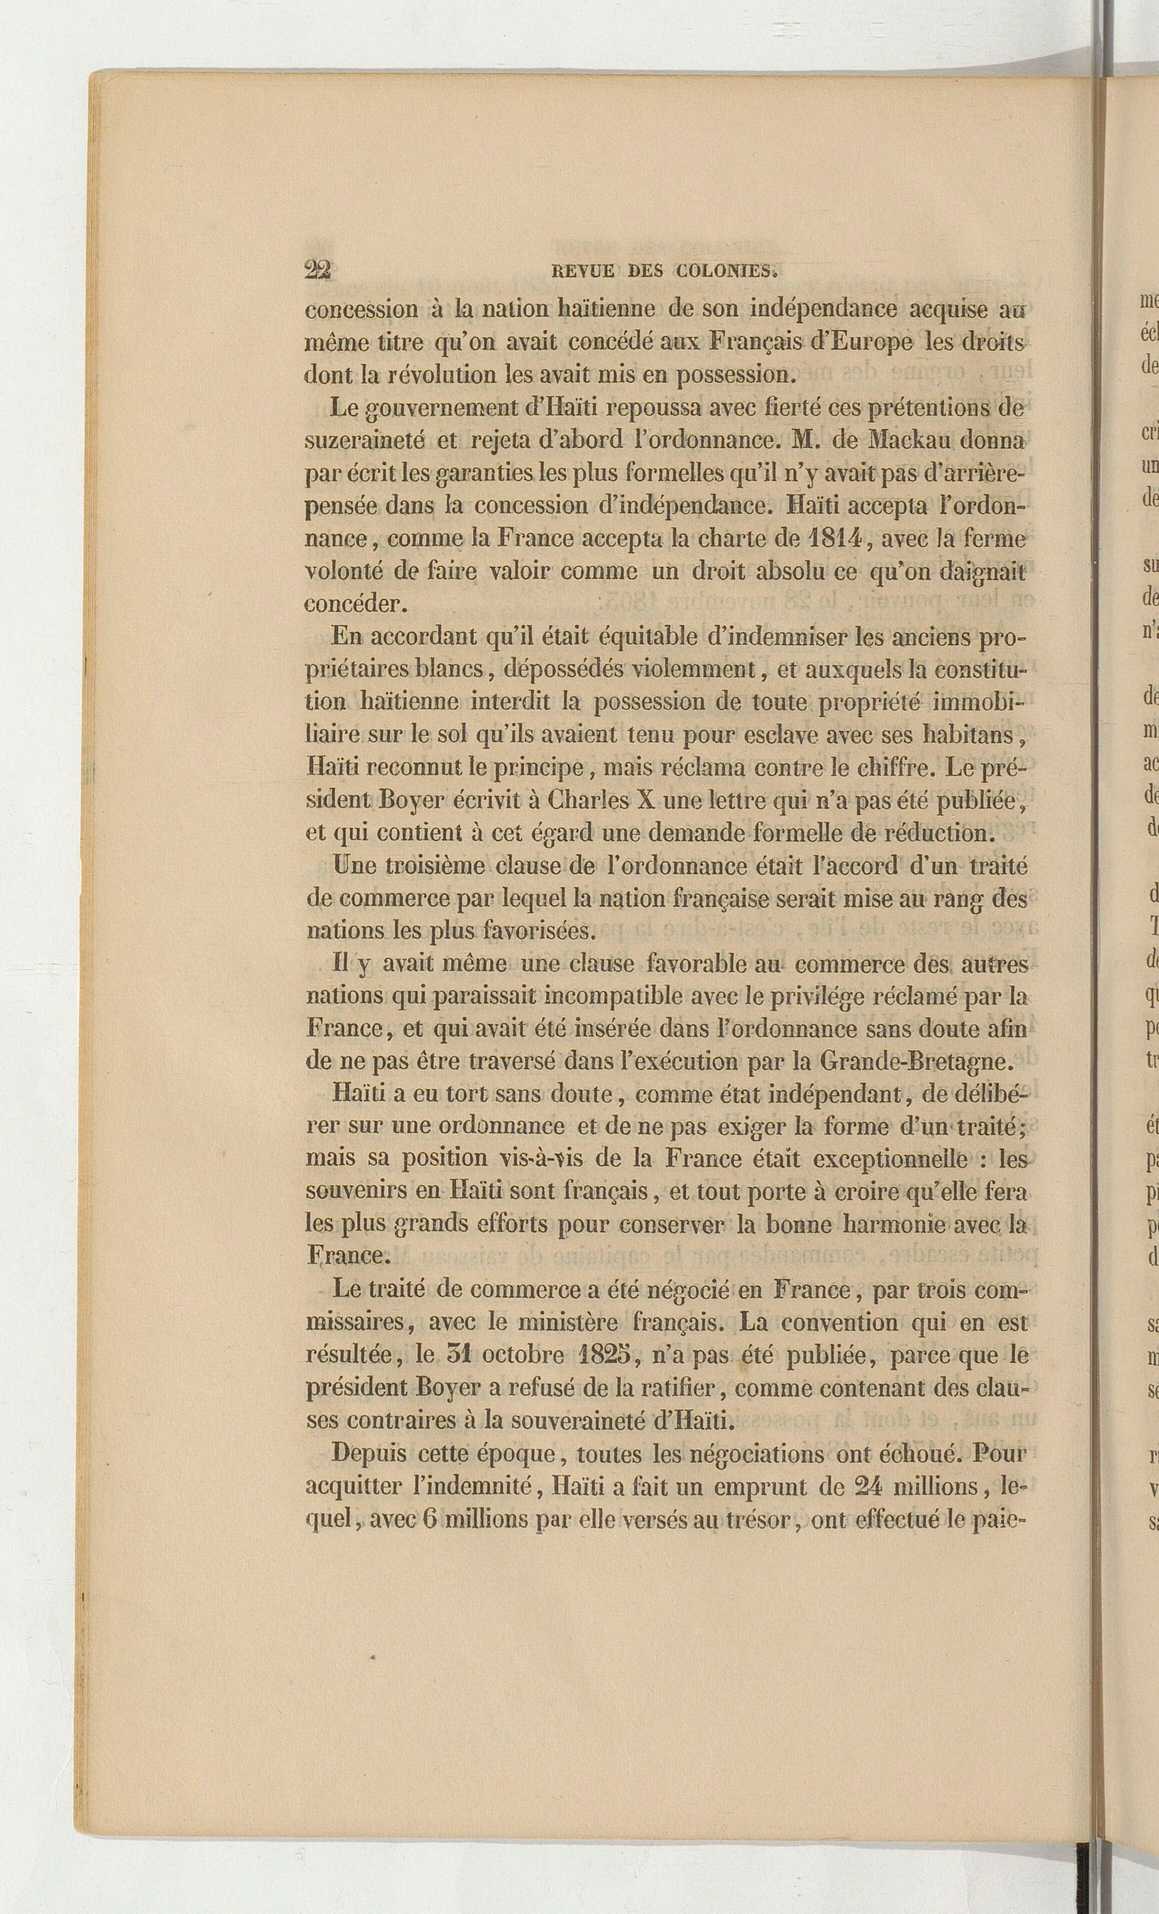 22 REVUE DES COLONIES.
concession à la nation haïtienne de son indépendance acquise au
même titre qu'on avait concédé aux Français d'Europe les droits
dont la révolution les avait mis en possession.
Le gouvernement d'Haïti repoussa avec fierté ces prétentions de
suzeraineté et rejeta d'abord l'ordonnance. M. de Mackau donna
par écrit les garanties les plus formelles qu'il n'y avait pas d'arrière-
pensée dans la concession d'indépendance. Haïti accepta l'ordon-
nance, comme la France accepta la charte de 1814, avec la ferme
volonté de faire valoir comme un droit absolu ce qu'on daignait
concéder.
En accordant qu'il était équitable d'indemniser les anciens pro-
priétaires blancs, dépossédés violemment, et auxquels la constitu-
tion haïtienne interdit la possession de toute propriété immobi-
liaire sur le sol qu'ils avaient tenu pour esclave avec ses habitans,
Haïti reconnut le principe, mais réclama contre le chiffre. Le pré-
sident Boyer écrivit à Charles X une lettre qui n'a pas été publiée,
et qui contient à cet égard une demande formelle de réduction.
Une troisième clause de l'ordonnance était l'accord d'un traité
de commerce par lequel la nation française serait mise au rang des
nations les plus favorisées.
Il y avait même une clause favorable au commerce des autres
nations qui paraissait incompatible avec le privilége réclamé par la
France, et qui avait été insérée dans l'ordonnance sans doute afin
de ne pas être traversé dans l'exécution par la Grande-Bretagne.
Haïti a eu tort sans doute, comme état indépendant, de délibé-
rer sur une ordonnance et de ne pas exiger la forme d'un traité;
mais sa position vis-à-vis de la France était exceptionnelle : les
souvenirs en Haïti sont français, et tout porte à croire qu'elle fera
les plus grands efforts pour conserver la bonne harmonie avec la
France.
Le traité de commerce a été négocié en France, par trois com-
missaires, avec le ministère français. La convention qui en est
résultée, le 31 octobre 1825, n'a pas été publiée, parce que le
président Boyer a refusé de la ratifier, comme contenant des clau-
ses contraires à la souveraineté d'Haïti.
Depuis cette époque, toutes les négociations ont échoué. Pour
acquitter l'indemnité, Haïti a fait un emprunt de 24 millions, le-
quel, avec 6 millions par elle versés au trésor, ont effectué le paie-